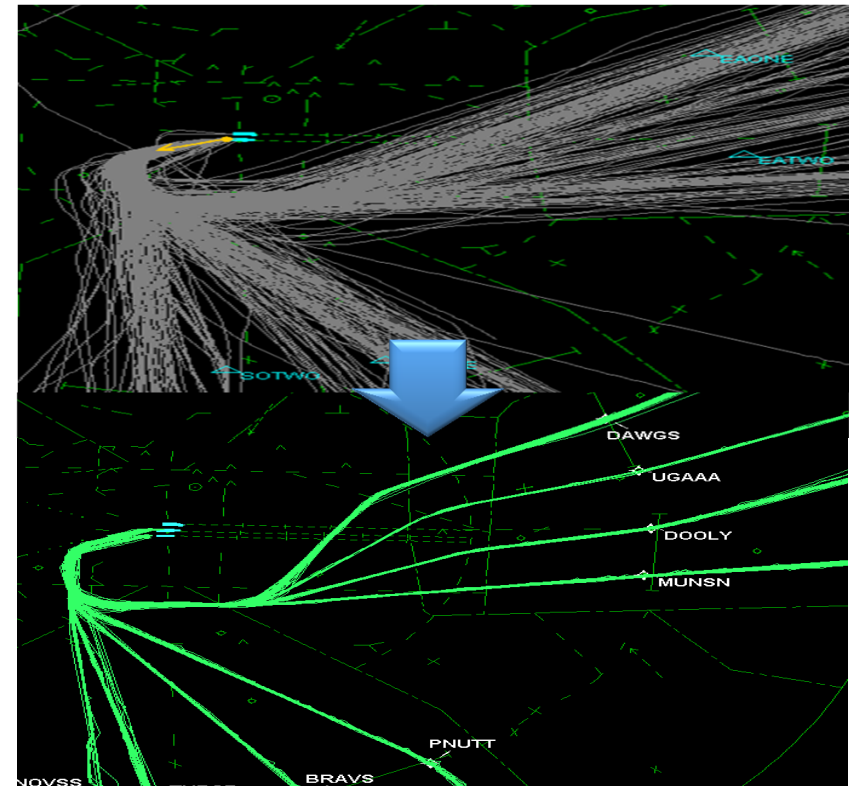 EAONE
EATWO
SOTWO
DAWGS
UGAAA
DOOLY
MUNSN
PNUTT
BRAVS
NOVSS